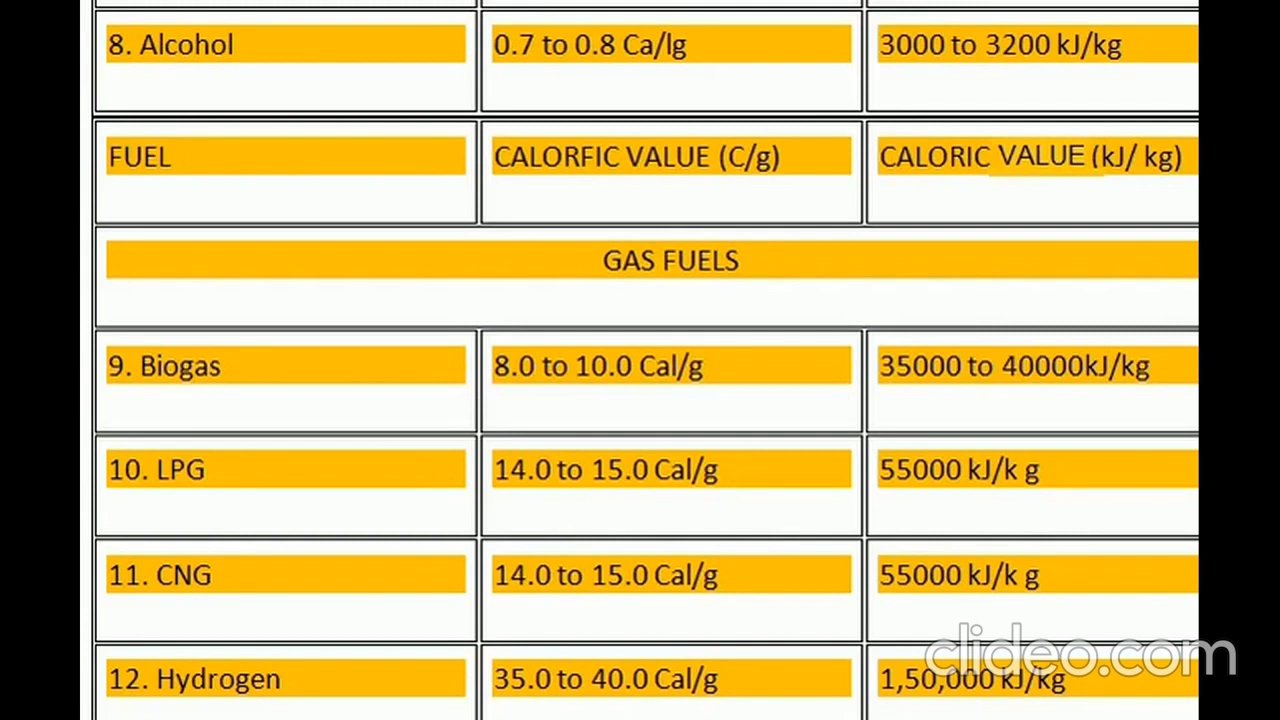 8. Alcohol 0.7 to 0.8 Ca/lg 3000 to 3200 kJ/kg
FUEL CALORFIC VALUE (C/g) CALORIC VALUE (kJ/ kg)
GAS FUELS
9. Biogas 8.0 to 10.0 Cal/g 35000 to 40000kJ/kg
10. LPG 14.0 to 15.0 Cal/g 55000 kJ/k g
11. CNG 14.0 to 15.0 Cal/g 55000 kJ/k g
clideo.com
12. Hydrogen 35.0 to 40.0 Cal/g 1,50,000 kJ/kg